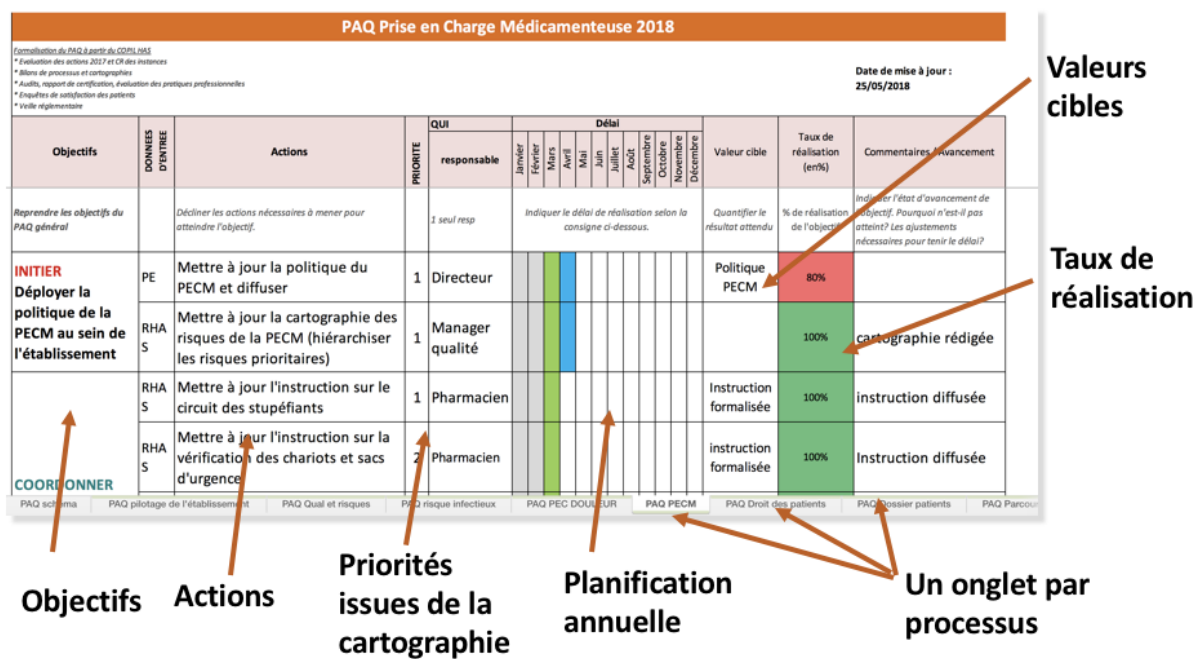 PAQ Prise en Charge Médicamenteuse 2018
Formalisation du PAQ à partir du COPIL HAS
* Evaluation des actions 2017 et CR des instances
* Bilans de processus et cartographies
* Audits, rapport de certification, évaluation des pratiques professionnelles
* Enquêtes de satisfaction des patients
* Veille réglementaire
Date de mise à jour :
25/05/2018
Valeurs
cibles
Objectifs
DONNEES
D'ENTREE
Actions
PRIORITE
QUI
responsable
Délai
Janvier
Février
Mars
Avril
Mai
Juin
Juillet
Août
Septembre
Octobre
Novembre
Décembre
Valeur cible
Taux de
réalisation
(en%)
Commentaires / Avancement
Reprendre les objectifs du
PAQ général
Décliner les actions nécessaires à mener pour
atteindre l'objectif.
1 seul resp
Indiquer le délai de réalisation selon la
consigne ci-dessous.
Quantifier le
résultat attendu
% de réalisation
de l'objectif
Indiquer l'état d'avancement de
l'objectif. Pourquoi n'est-il pas
atteint? Les ajustements
nécessaires pour tenir le délai?
INITIER
Déployer la
politique de la
PECM au sein de
l'établissement
PE
Mettre à jour la politique du
PECM et diffuser
1
Directeur
Politique
PECM
80%
Taux de
réalisation
RHA
S
Mettre à jour la cartographie des
risques de la PECM (hiérarchiser
les risques prioritaires)
1
Manager
qualité
100%
cartographie rédigée
RHA
S
Mettre à jour l'instruction sur le
circuit des stupéfiants
1
Pharmacien
Instruction
formalisée
100%
instruction diffusée
COORDONNER
RHA
S
Mettre à jour l'instruction sur la
vérification des chariots et sacs
d'urgence
2
Pharmacien
instruction
formalisée
100%
Instruction diffusée
PAQ schéma
PAQ pilotage de l'établissement
PAQ Qual et risques
PAQ risque infectieux
PAQ PEC DOULEUR
PAQ PECM
PAQ Droit des patients
PAQ Dossier patients
PAQ Parcou
Objectifs
Actions
Priorités
issues de la
cartographie
Planification
annuelle
Un onglet par
processus